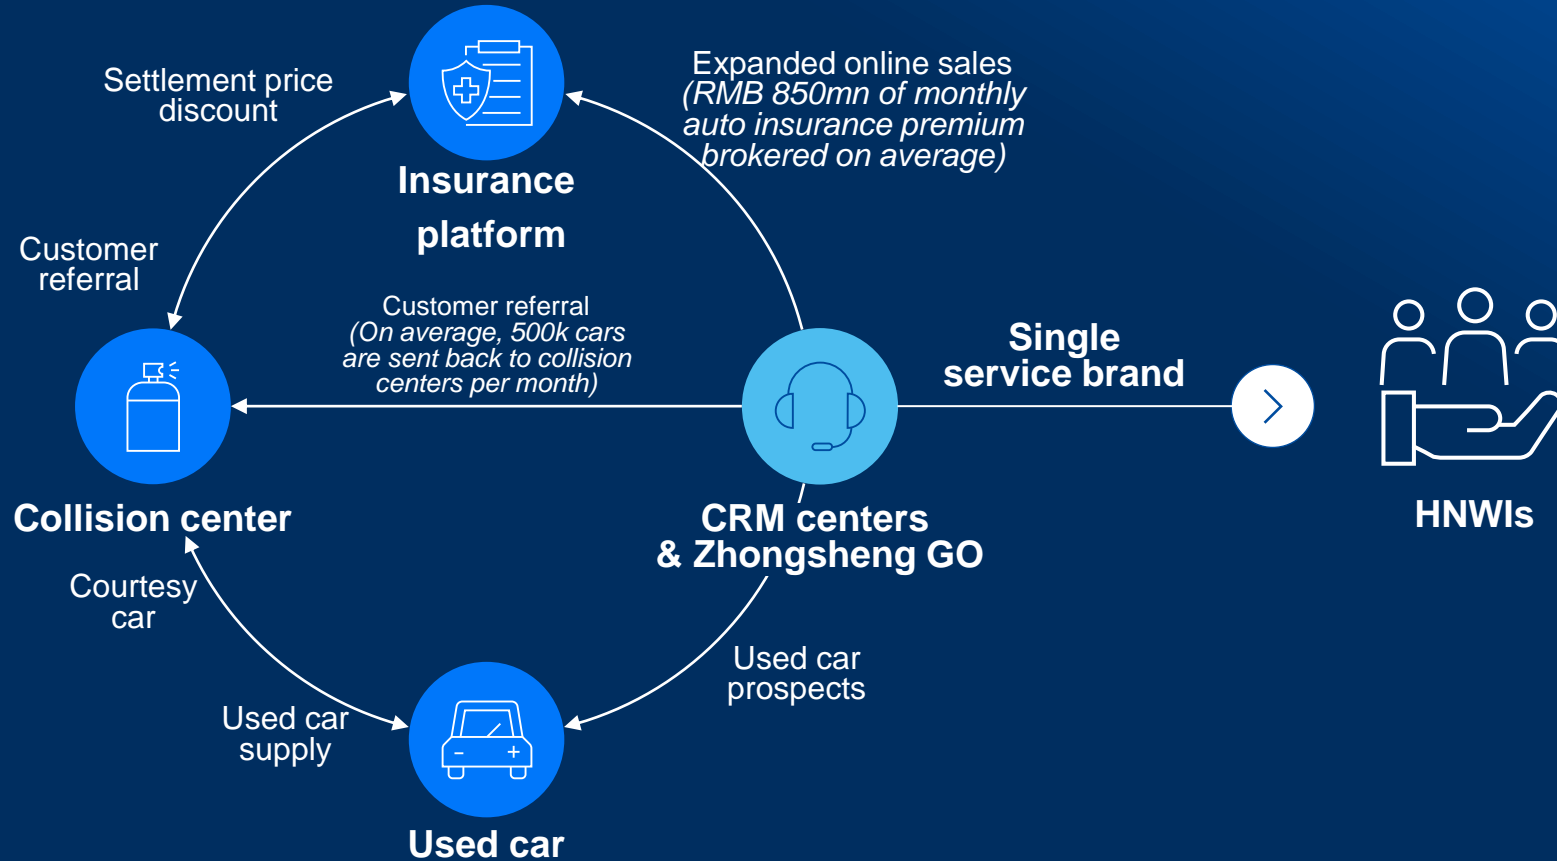 Settlement price
discount
Expanded online sales
(RMB 850mn of monthly
auto insurance premium
brokered on average)
Insurance
platform
Customer
referral
Customer referral
(On average, 500k cars
are sent back to collision
centers per month)
Single
service brand
Collision center
CRM centers
& Zhongsheng GO
HNWIs
Courtesy
car
Used car
prospects
Used car
supply
Used car